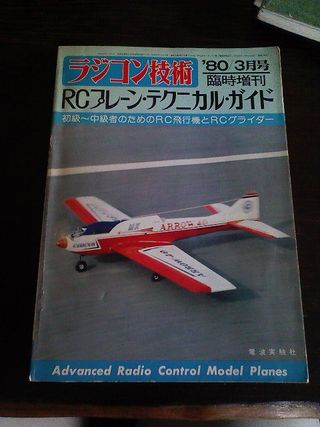 ラジコン技術
'80/3月号
臨時増刊
RCプレーン・テクニカル・ガイド
初級〜中級者のためのRC飛行機とRCグライダー
MK
ARROW 40
ARROW-40
電波実験社
Advanced Radio Control Model Planes